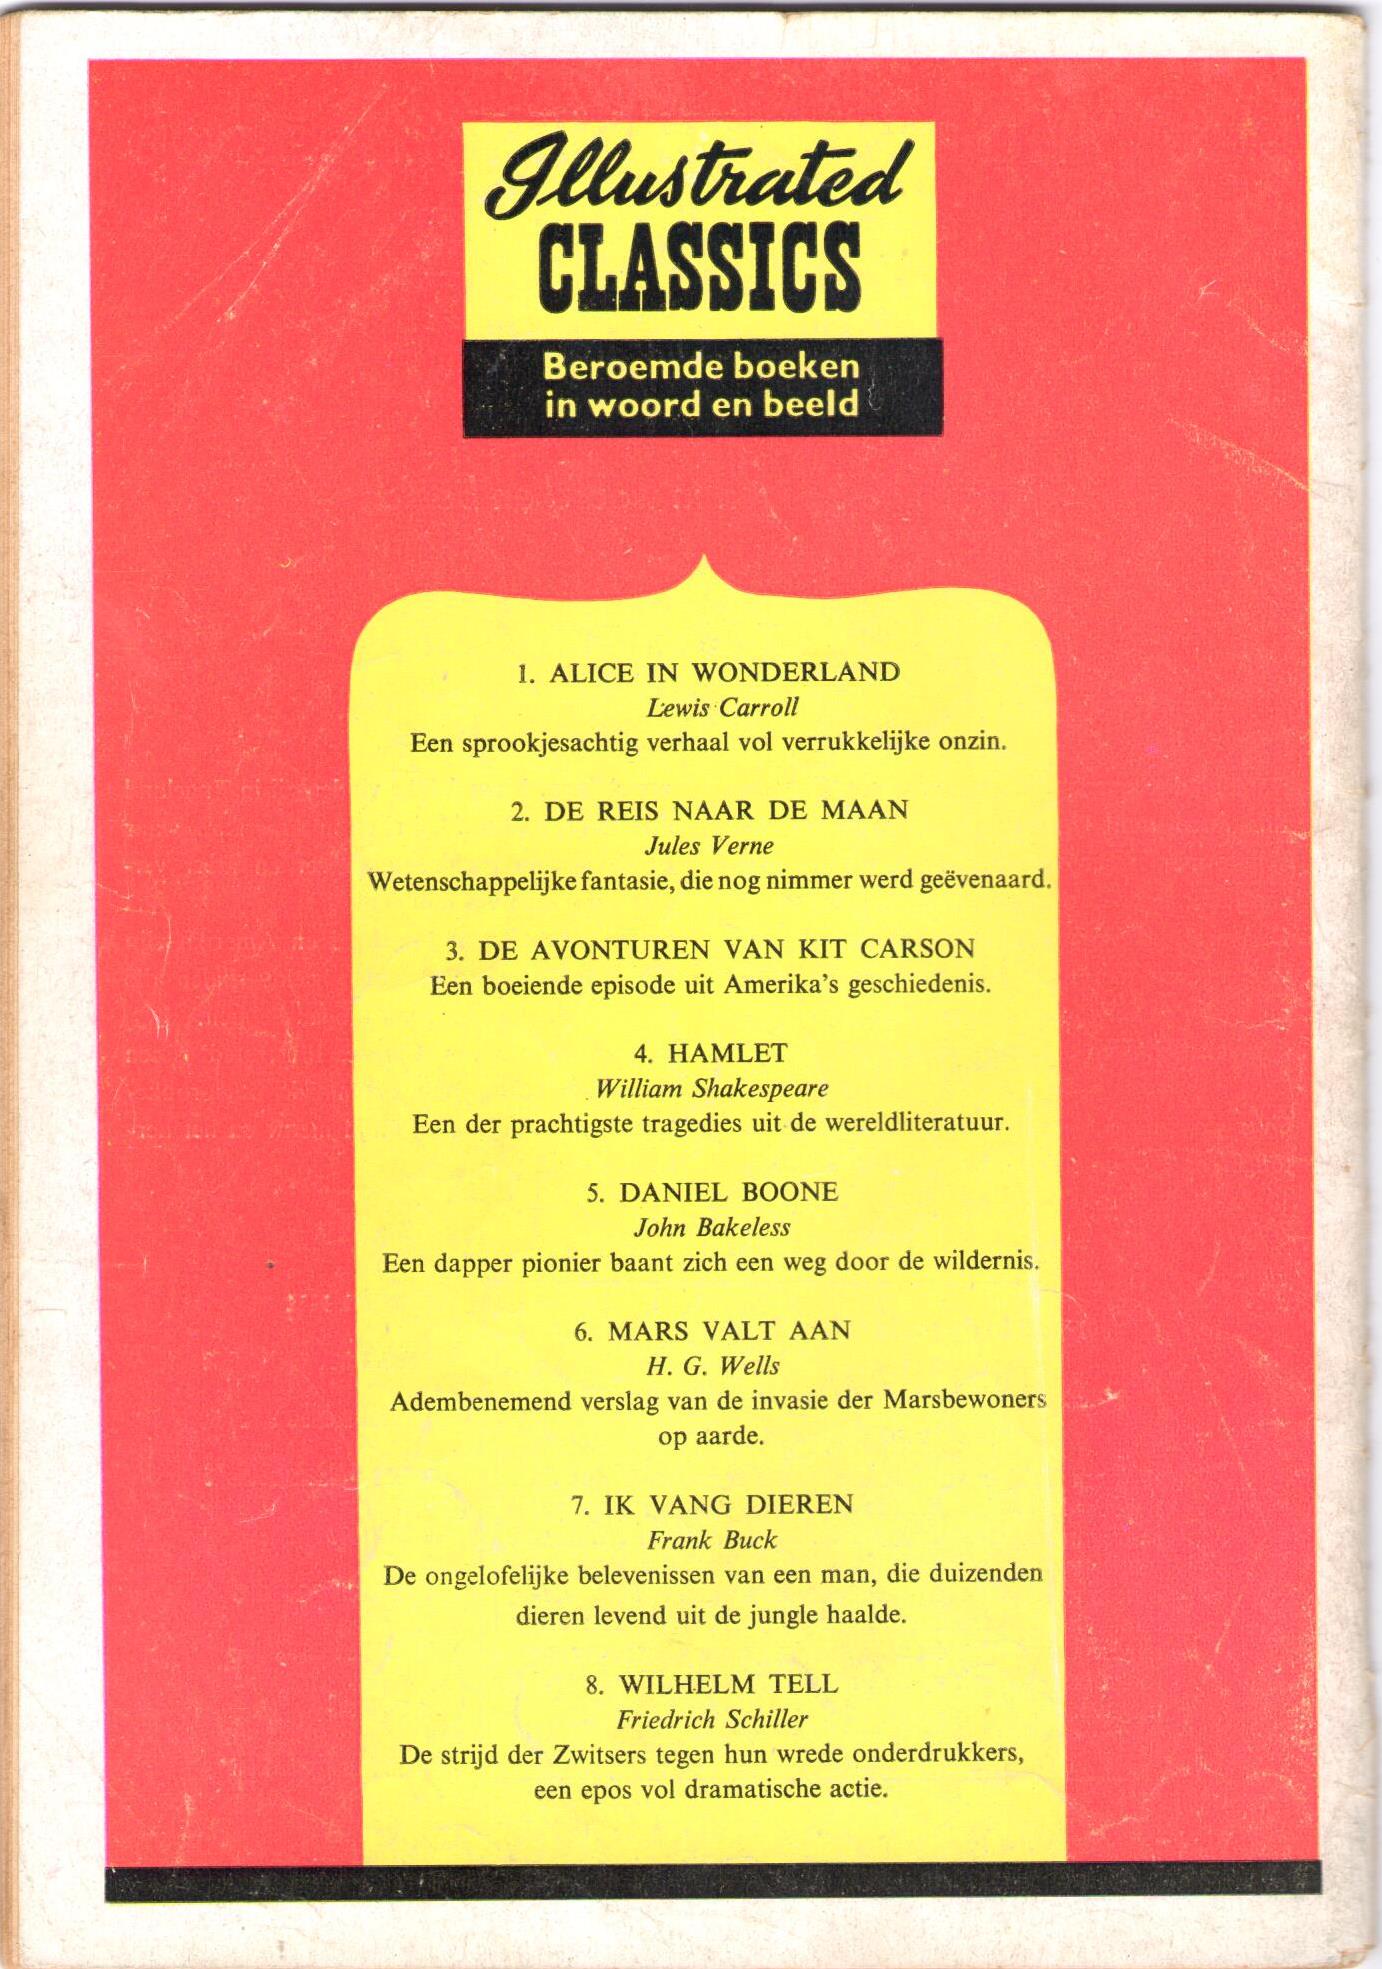 Illustrated
CLASSICS
Beroemde boeken
in woord en beeld
1. ALICE IN WONDERLAND
Lewis Carroll
Een sprookjesachtig verhaal vol verrukkelijke onzin.
2. DE REIS NAAR DE MAAN
Jules Verne
Wetenschappelijke fantasie, die nog nimmer werd geëvenaard.
3. DE AVONTUREN VAN KIT CARSON
Een boeiende episode uit Amerika's geschiedenis.
4. HAMLET
William Shakespeare
Een der prachtigste tragedies uit de wereldliteratuur.
5. DANIEL BOONE
John Bakeless
Een dapper pionier baant zich een weg door de wildernis.
6. MARS VALT AAN
H. G. Wells
Adembenemend verslag van de invasie der Marsbewoners
op aarde.
7. IK VANG DIEREN
Frank Buck
De ongelofelijke belevenissen van een man, die duizenden
dieren levend uit de jungle haalde.
8. WILHELM TELL
Friedrich Schiller
De strijd der Zwitsers tegen hun wrede onderdrukkers,
een epos vol dramatische actie.